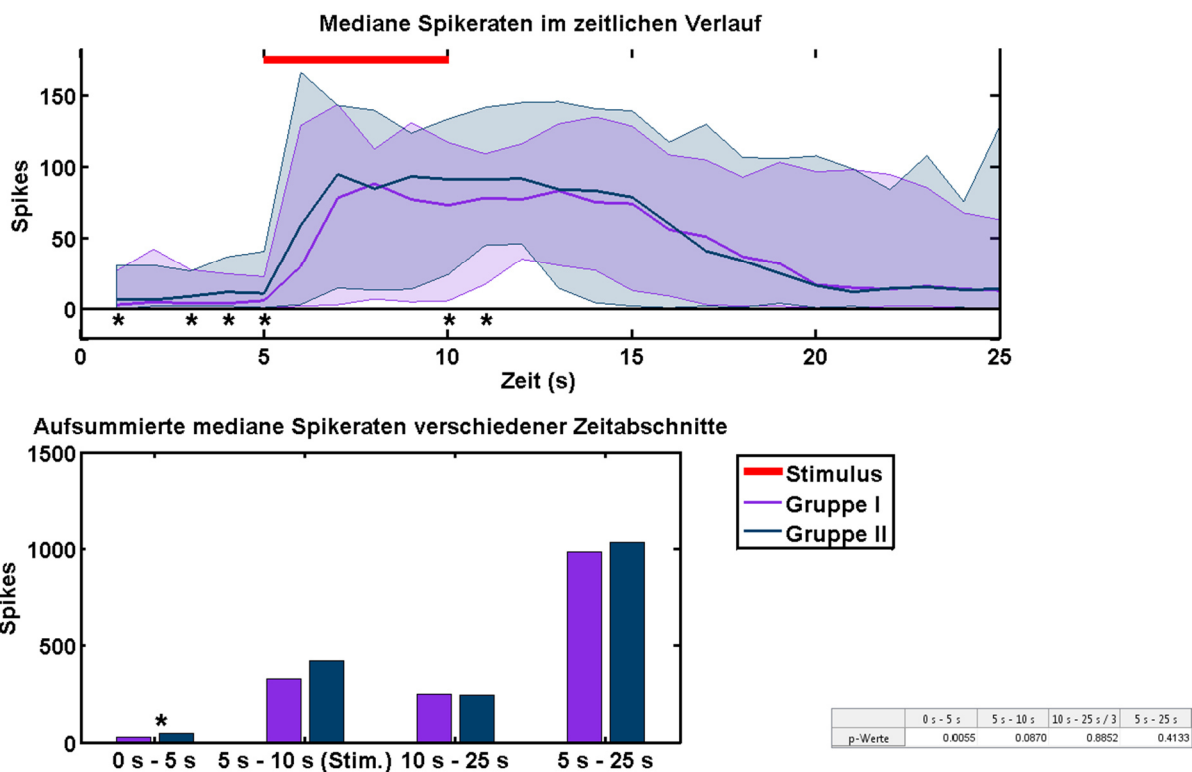 Mediane Spikeraten im zeitlichen Verlauf
150
100
50
0
Spikes
* * * * * *
0 5 10 15 20 25
Zeit (s)
Aufsummierte mediane Spikeraten verschiedener Zeitabschnitte
1500
1000
500
0
Spikes
*
0 s - 5 s 5 s - 10 s (Stim.) 10 s - 25 s 5 s - 25 s
Stimulus
Gruppe I
Gruppe II
0 s - 5 s 5 s - 10 s 10 s - 25 s / 3 5 s - 25 s
p-Werte 0.0055 0.0870 0.8852 0.4133